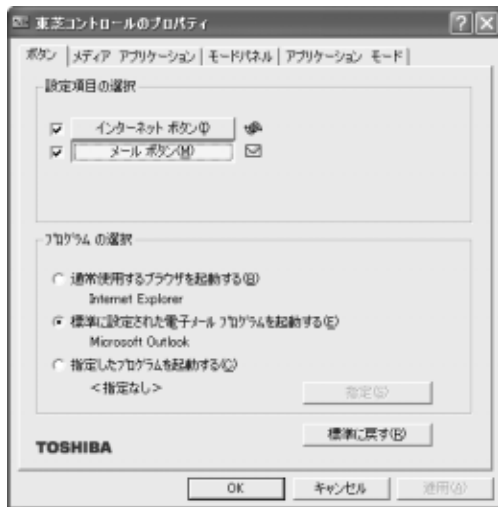 東芝コントロールのプロパティ
ボタン メディア アプリケーション モードパネル アプリケーション モード
設定項目の選択
インターネット ボタン(I)
メール ボタン(M)
プログラム の選択
通常使用するブラウザを起動する(B)
Internet Explorer
標準に設定された電子メール プログラムを起動する(E)
Microsoft Outlook
指定したプログラムを起動する(C)
<指定なし>
指定(S)
標準に戻す(R)
TOSHIBA
OK キャンセル 適用(A)